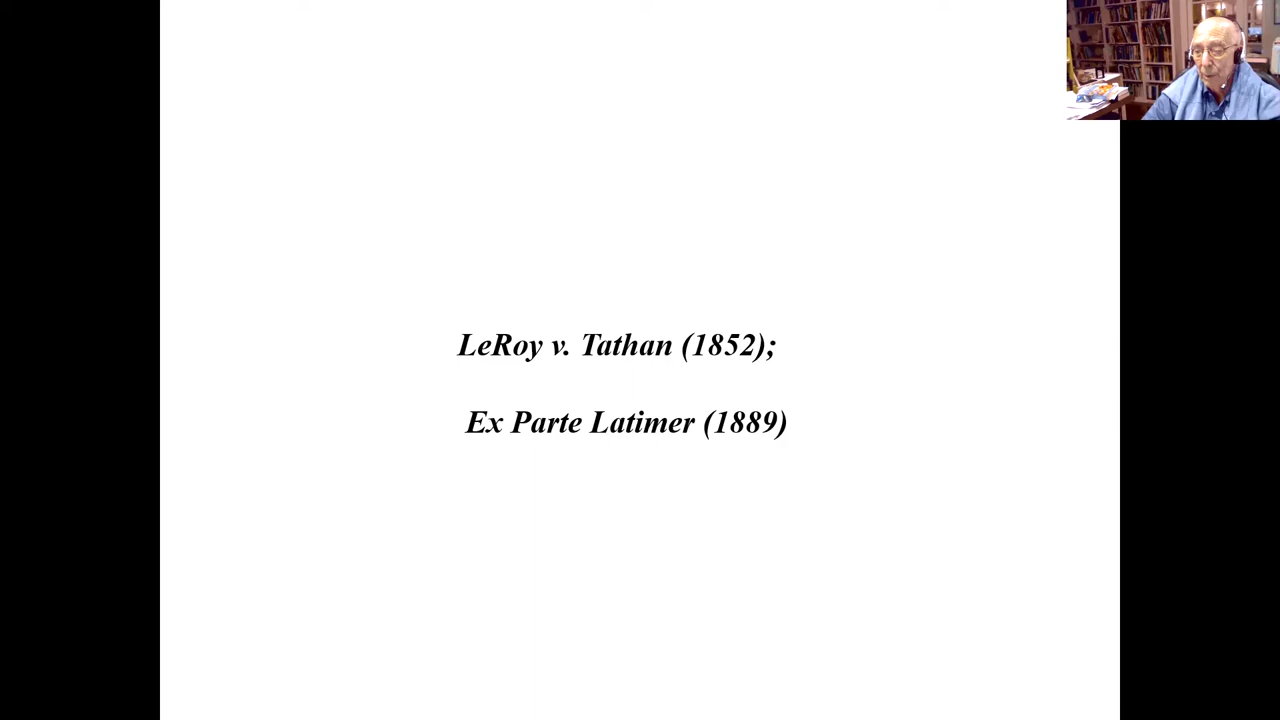 LeRoy v. Tathan (1852);
Ex Parte Latimer (1889)